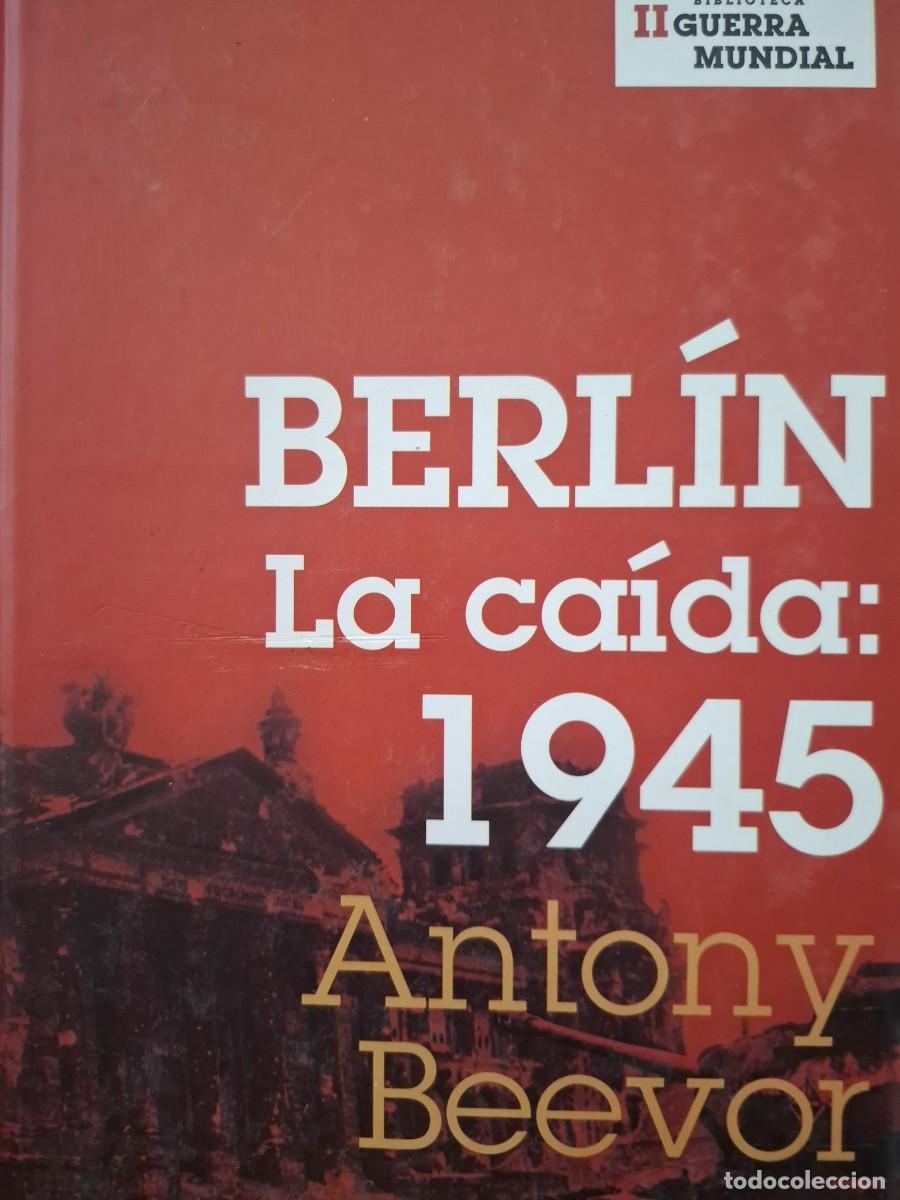 BIBLIOTECA
II GUERRA
MUNDIAL
BERLÍN
La caída:
1945
Antony
Beevor
todocoleccion